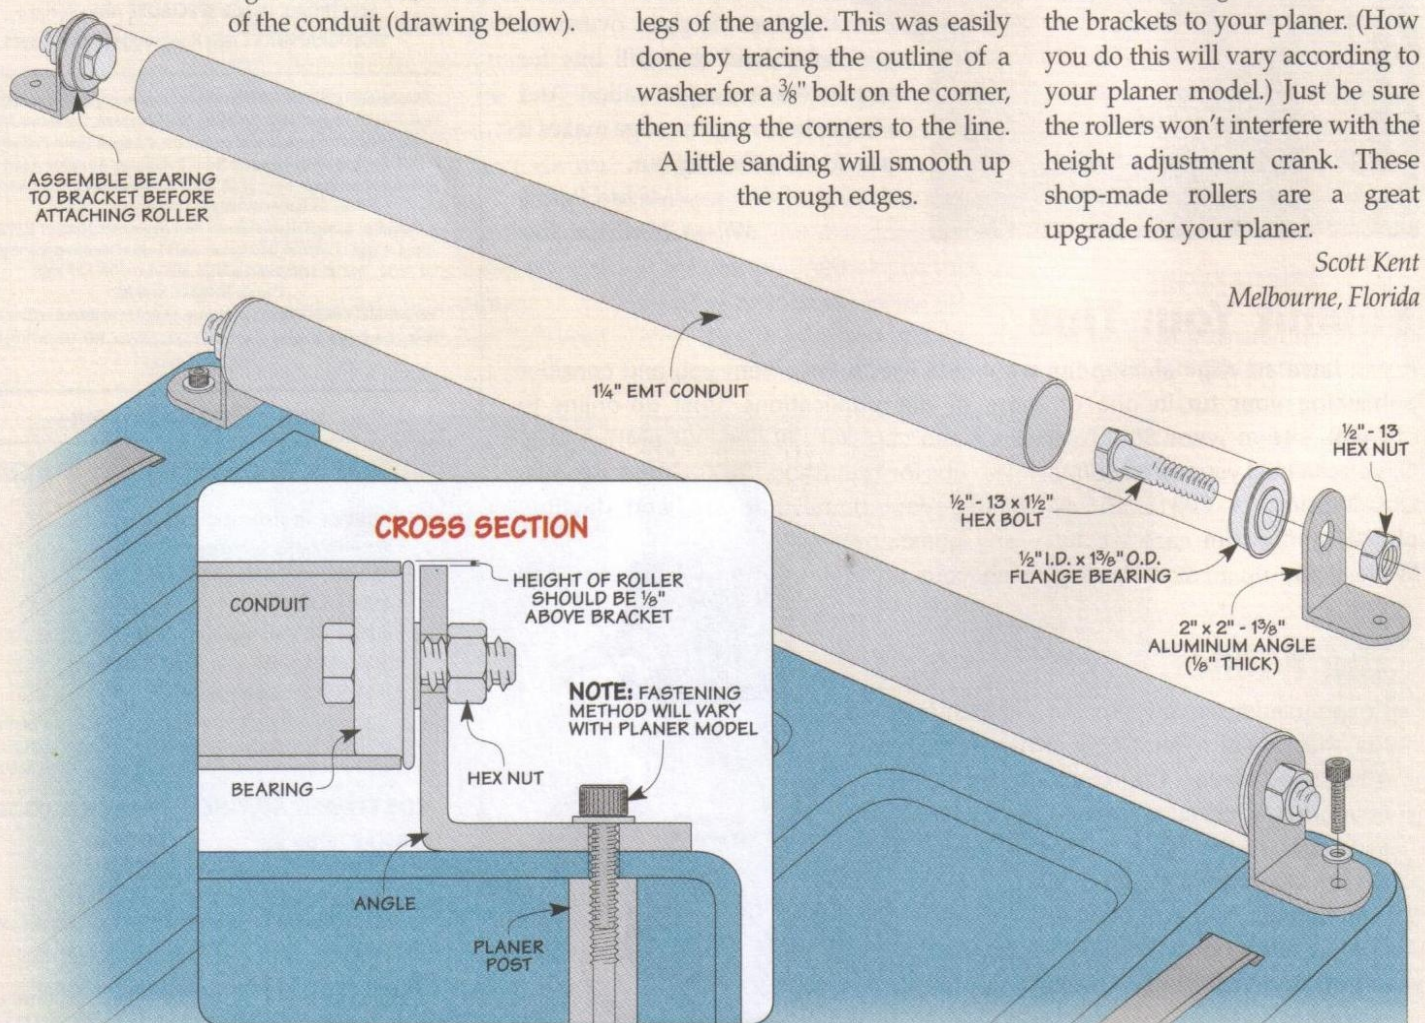 of the conduit (drawing below).
legs of the angle. This was easily
done by tracing the outline of a
washer for a ⅜" bolt on the corner,
then filing the corners to the line.
A little sanding will smooth up
the rough edges.
the brackets to your planer. (How
you do this will vary according to
your planer model.) Just be sure
the rollers won't interfere with the
height adjustment crank. These
shop-made rollers are a great
upgrade for your planer.
Scott Kent
Melbourne, Florida
ASSEMBLE BEARING
TO BRACKET BEFORE
ATTACHING ROLLER
1¼" EMT CONDUIT
½" - 13
HEX NUT
½" - 13 x 1½"
HEX BOLT
½" I.D. x 1⅜" O.D.
FLANGE BEARING
2" x 2" - 1⅜"
ALUMINUM ANGLE
(⅛" THICK)
CROSS SECTION
CONDUIT
HEIGHT OF ROLLER
SHOULD BE ⅛"
ABOVE BRACKET
NOTE: FASTENING
METHOD WILL VARY
WITH PLANER MODEL
BEARING
HEX NUT
ANGLE
PLANER
POST